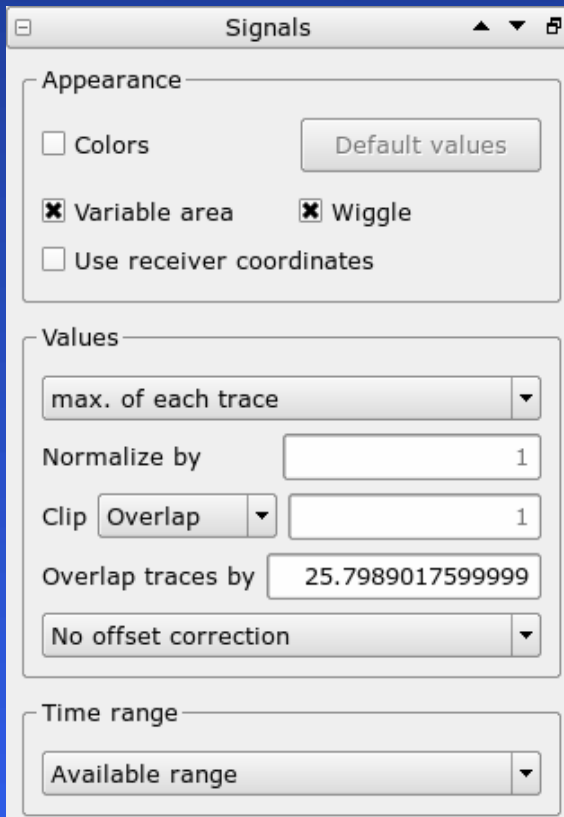 Signals
Appearance
Colors Default values
Variable area Wiggle
Use receiver coordinates
Values
max. of each trace
Normalize by 1
Clip Overlap 1
Overlap traces by 25.7989017599999
No offset correction
Time range
Available range